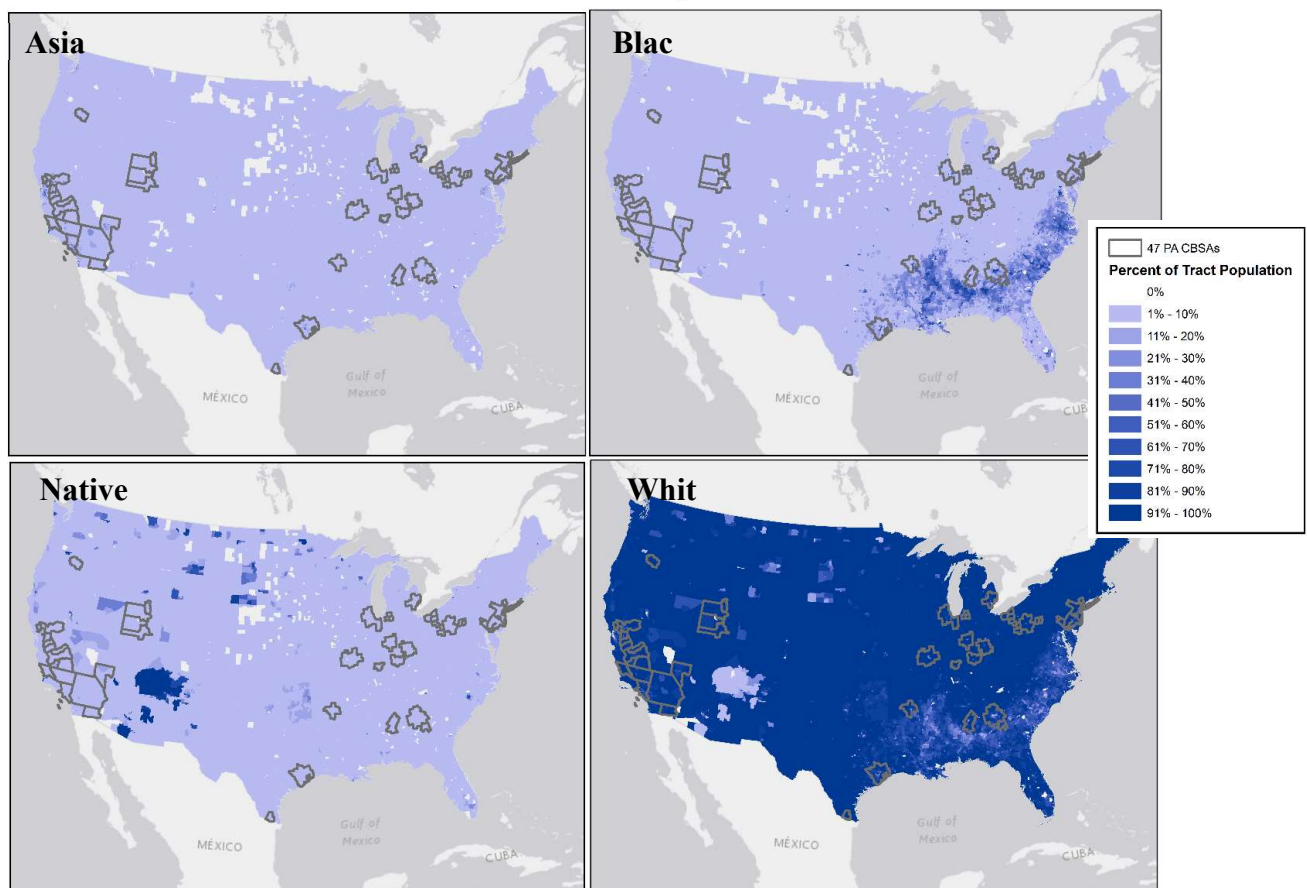 Asia
Blac
Gulf of
Mexico
MÉXICO
CUBA
Gulf of
Mexico
MÉXICO
CUB
47 PA CBSAs
Percent of Tract Population
0%
1% - 10%
11% - 20%
21% - 30%
31% - 40%
41% - 50%
51% - 60%
61% - 70%
71% - 80%
81% - 90%
91% - 100%
Native
Whit
Gulf of
Mexico
MÉXICO
CUBA
Gulf of
Mexico
MÉXICO
CUBA